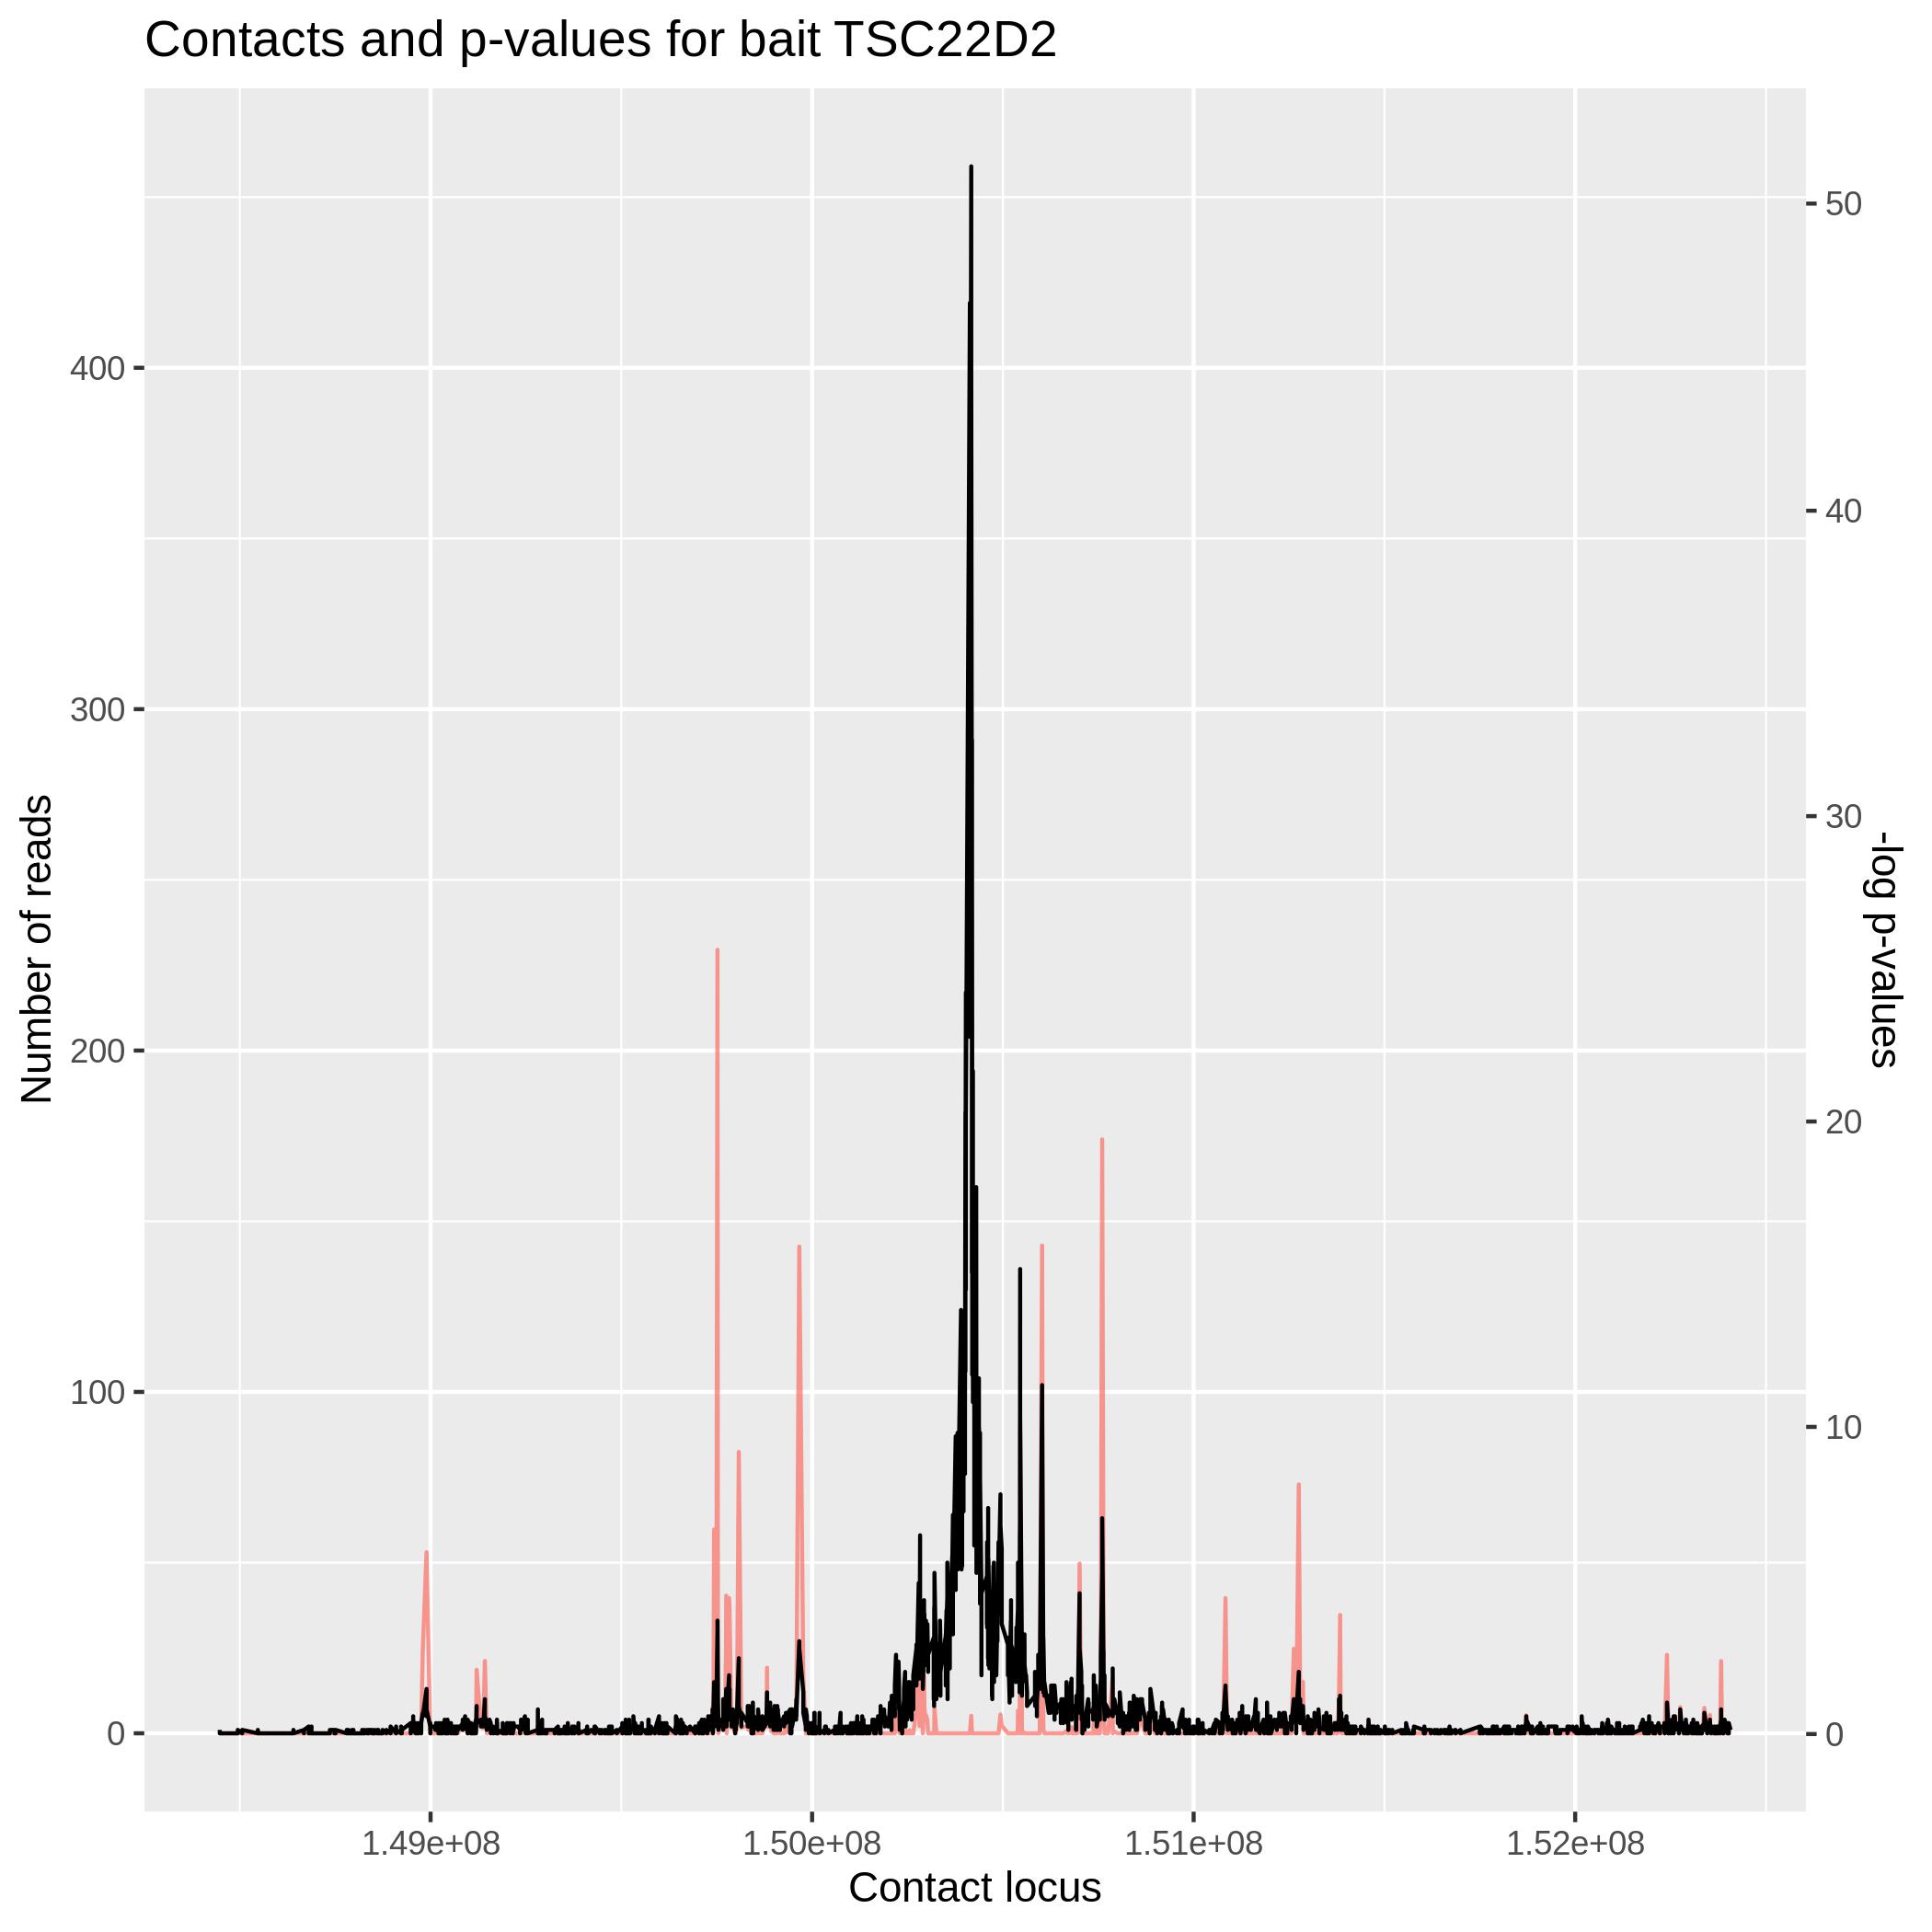 Contacts and p-values for bait TSC22D2
Number of reads
400
300
200
100
0
50
40
30
20
10
0
-log p-values
1.49e+08 1.50e+08 1.51e+08 1.52e+08
Contact locus